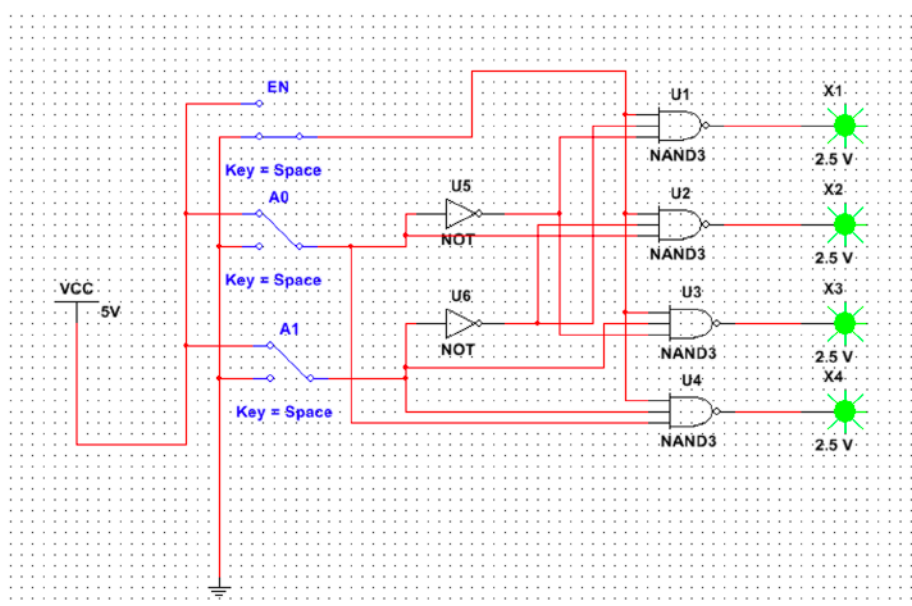 EN
Key = Space
A0
Key = Space
A1
Key = Space
VCC
5V
U5
NOT
U6
NOT
U1
NAND3
U2
NAND3
U3
NAND3
U4
NAND3
X1
2.5 V
X2
2.5 V
X3
2.5 V
X4
2.5 V